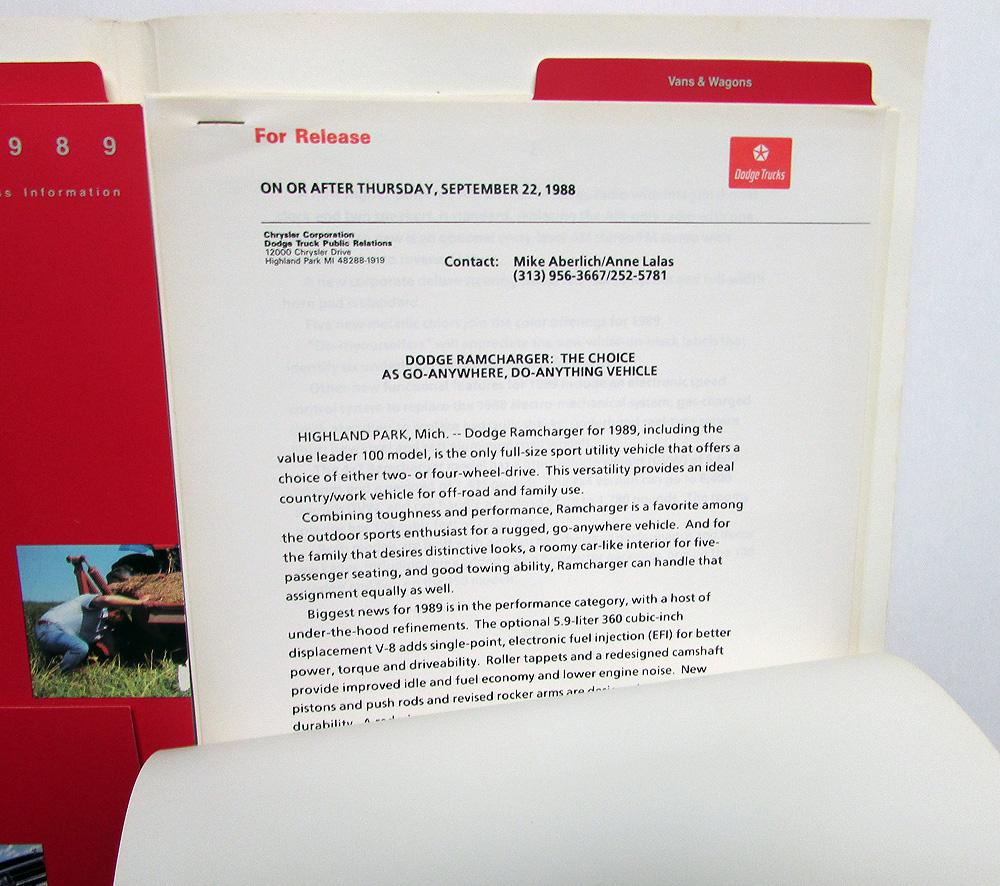 Vans & Wagons
9 8 9
s Information
For Release
Dodge Trucks
ON OR AFTER THURSDAY, SEPTEMBER 22, 1988
Chrysler Corporation
Dodge Truck Public Relations
12000 Chrysler Drive
Highland Park MI 48288-1919
Contact: Mike Aberlich/Anne Lalas
(313) 956-3667/252-5781
DODGE RAMCHARGER: THE CHOICE
AS GO-ANYWHERE, DO-ANYTHING VEHICLE
HIGHLAND PARK, Mich. -- Dodge Ramcharger for 1989, including the
value leader 100 model, is the only full-size sport utility vehicle that offers a
choice of either two- or four-wheel-drive. This versatility provides an ideal
country/work vehicle for off-road and family use.
Combining toughness and performance, Ramcharger is a favorite among
the outdoor sports enthusiast for a rugged, go-anywhere vehicle. And for
the family that desires distinctive looks, a roomy car-like interior for five-
passenger seating, and good towing ability, Ramcharger can handle that
assignment equally as well.
Biggest news for 1989 is in the performance category, with a host of
under-the-hood refinements. The optional 5.9-liter 360 cubic-inch
displacement V-8 adds single-point, electronic fuel injection (EFI) for better
power, torque and driveability. Roller tappets and a redesigned camshaft
provide improved idle and fuel economy and lower engine noise. New
pistons and push rods and revised rocker arms are
durability. A